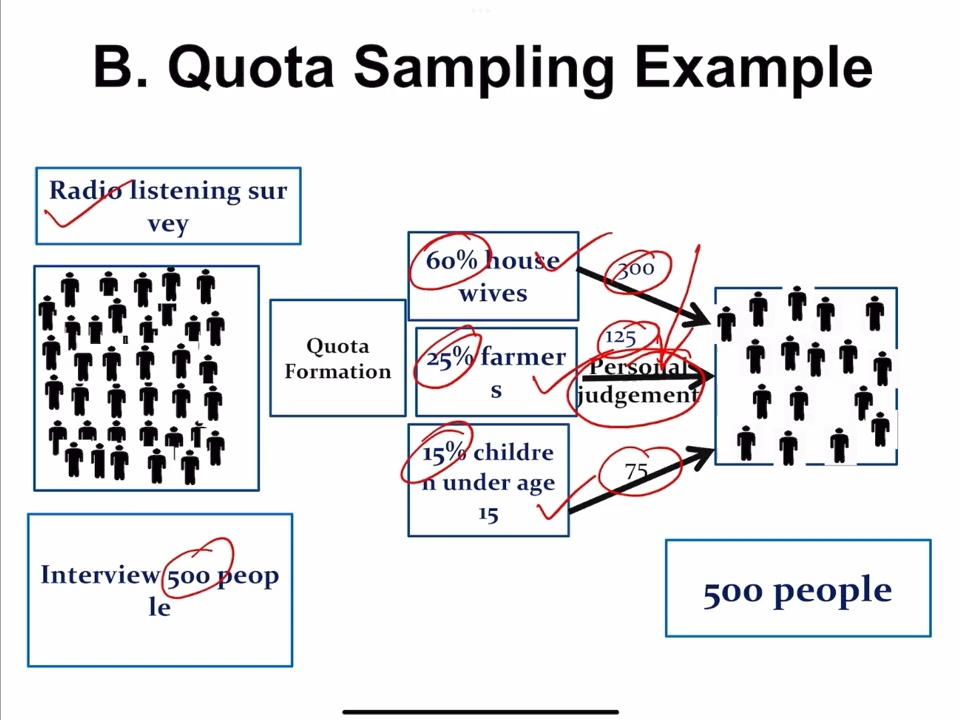 B. Quota Sampling Example
Radio listening sur
vey
Quota
Formation
60% house
wives
25% farmer
s
15% childre
n under age
15
300
125
Personal
judgement
75
Interview 500 peop
le
500 people